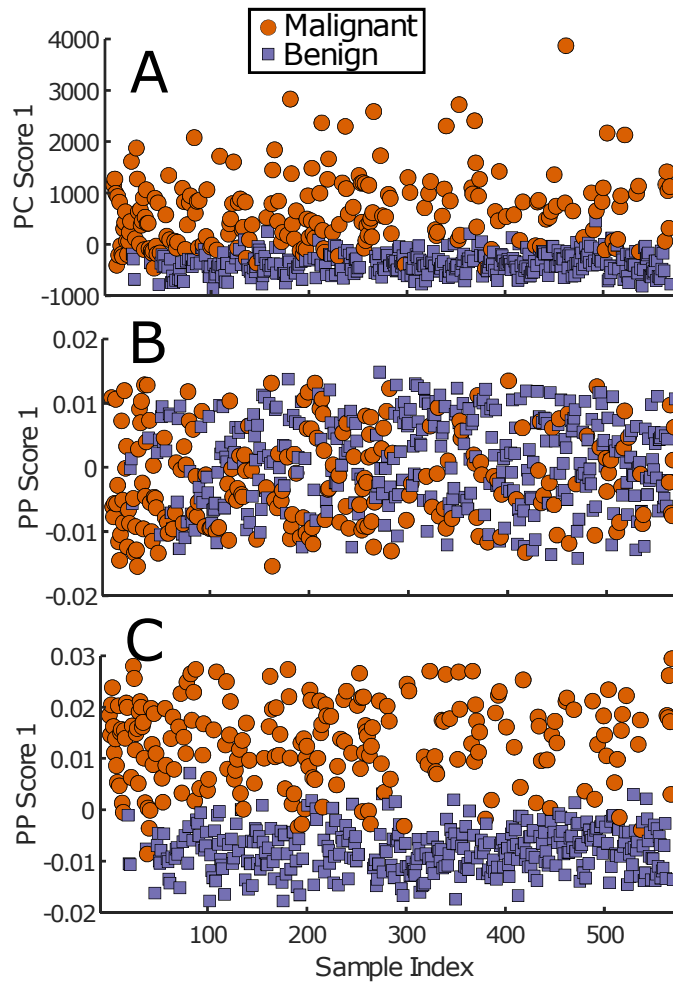 Malignant
Benign
A
PC Score 1
4000
3000
2000
1000
0
-1000
B
PP Score 1
0.02
0.01
0
-0.01
-0.02
C
PP Score 1
0.03
0.02
0.01
0
-0.01
-0.02
100 200 300 400 500
Sample Index